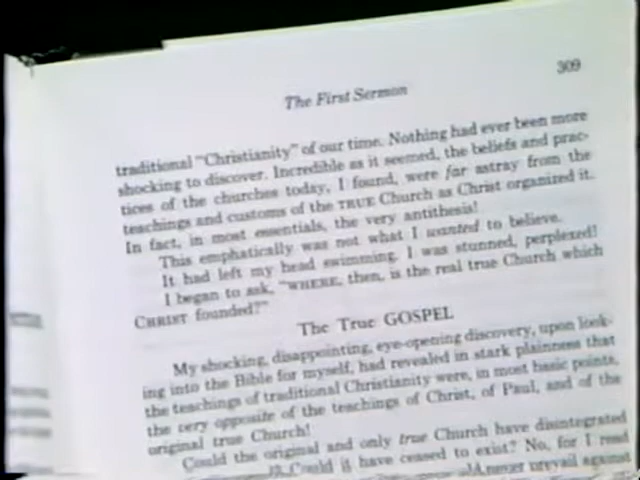 309
The First Sermon
traditional "Christianity" of our time. Nothing had ever been more
shocking to discover. Incredible as it seemed, the beliefs and prac-
tices of the churches today, I found, were far astray from the
teachings and customs of the TRUE Church as Christ organized it.
In fact, in most essentials, the very antithesis!
This emphatically was not what I wanted to believe.
It had left my head swimming. I was stunned, perplexed!
I began to ask, "WHERE, then, is the real true Church which
CHRIST founded?"
The True GOSPEL
My shocking, disappointing, eye-opening discovery, upon look-
ing into the Bible for myself, had revealed in stark plainness that
the teachings of traditional Christianity were, in most basic points,
the very opposite of the teachings of Christ, of Paul, and of the
original true Church!
Could the original and only true Church have disintegrated
Could it have ceased to exist? No, for I read
never prevail against